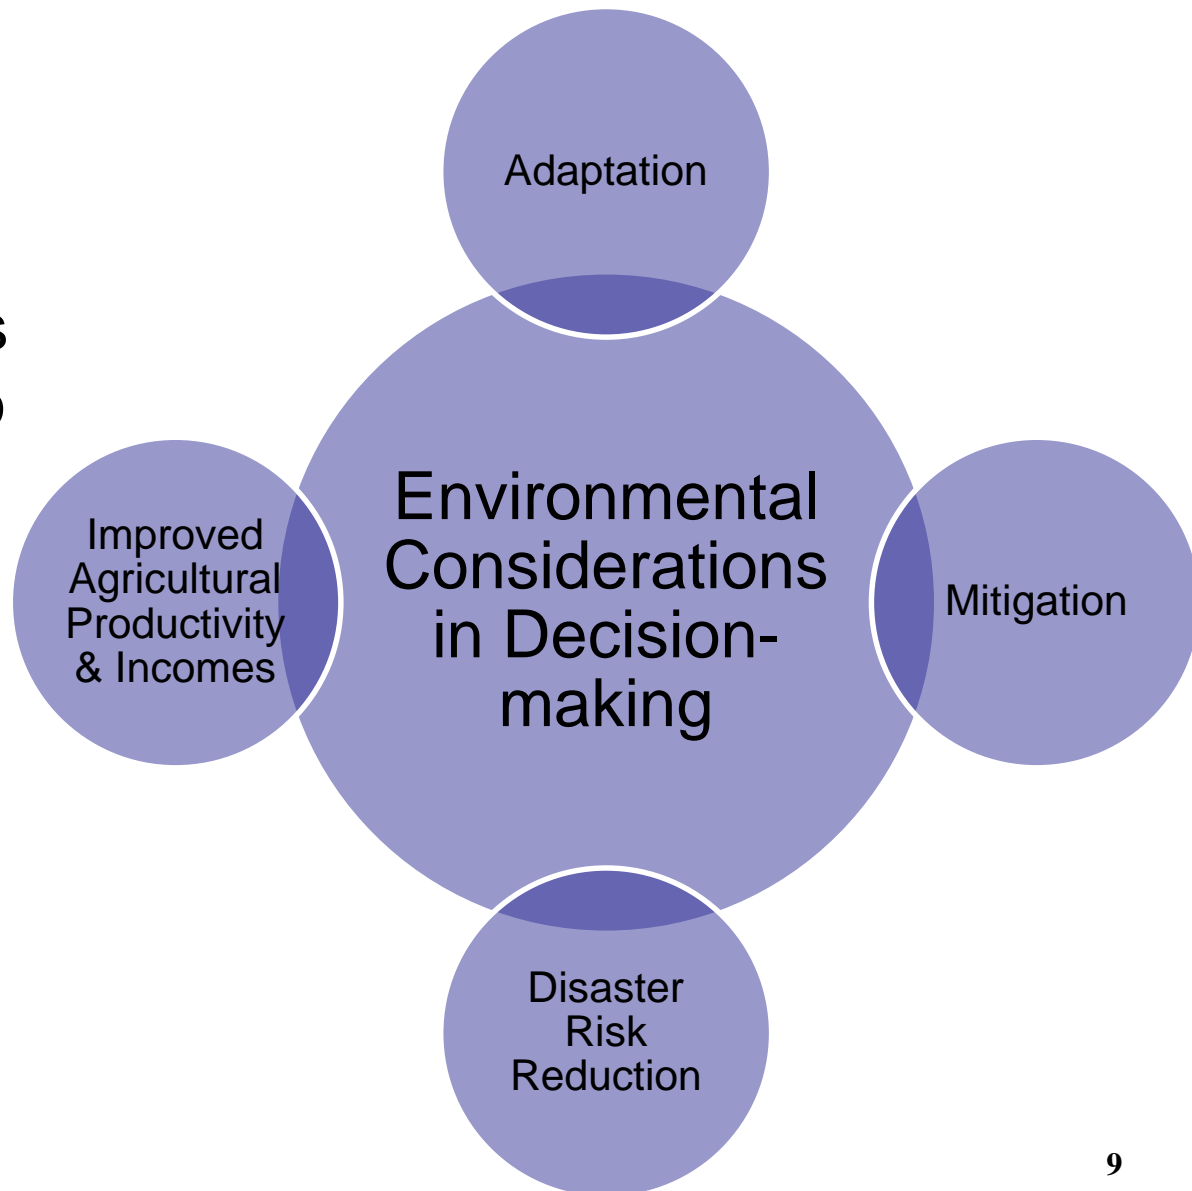 Adaptation
s
Improved
Agricultural
Productivity
& Incomes
Environmental
Considerations
in Decision-
making
Mitigation
Disaster
Risk
Reduction
9